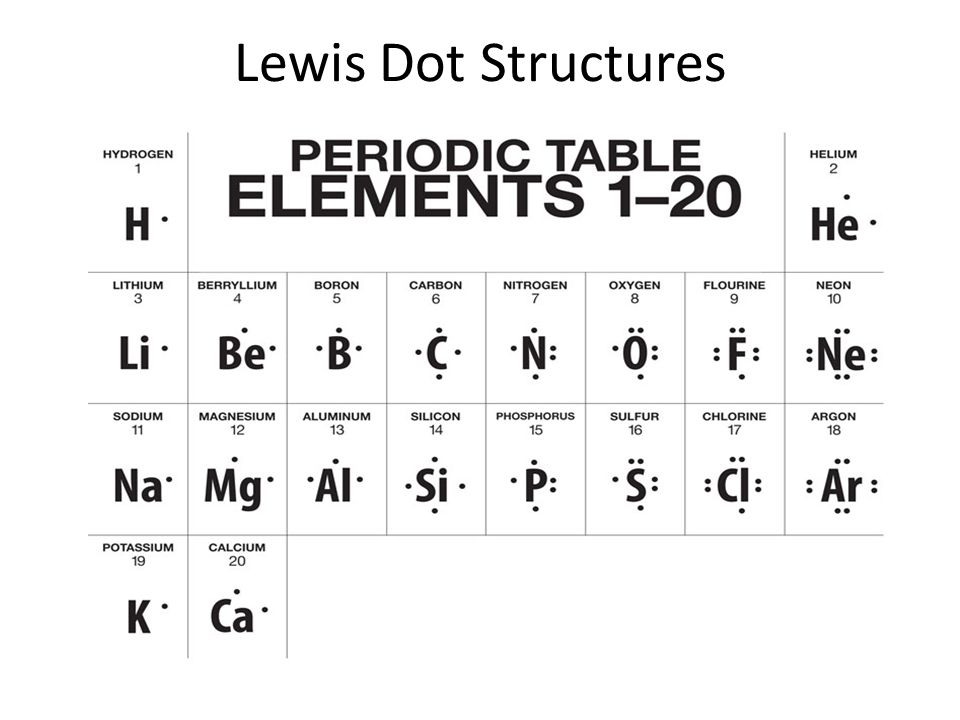 Lewis Dot Structures
PERIODIC TABLE
ELEMENTS 1–20
HYDROGEN
1
H
HELIUM
2
He
LITHIUM
3
Li
BERRYLLIUM
4
Be
BORON
5
B
CARBON
6
C
NITROGEN
7
N
OXYGEN
8
O
FLOURINE
9
F
NEON
10
Ne
SODIUM
11
Na
MAGNESIUM
12
Mg
ALUMINUM
13
Al
SILICON
14
Si
PHOSPHORUS
15
P
SULFUR
16
S
CHLORINE
17
Cl
ARGON
18
Ar
POTASSIUM
19
K
CALCIUM
20
Ca